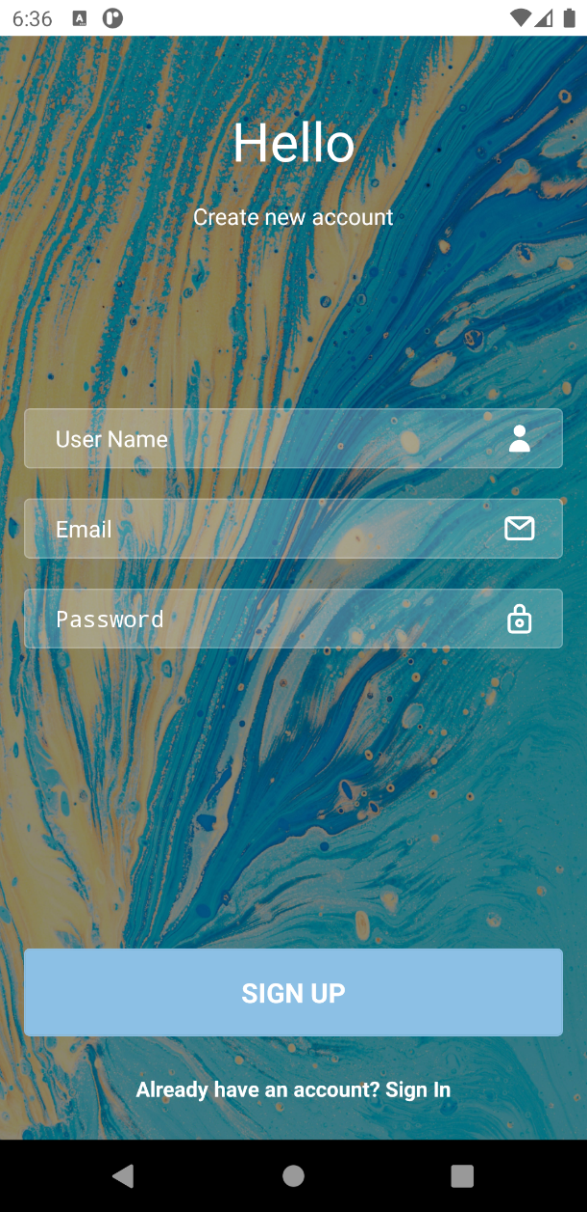 6:36
Hello
Create new account
User Name
Email
Password
SIGN UP
Already have an account? Sign In